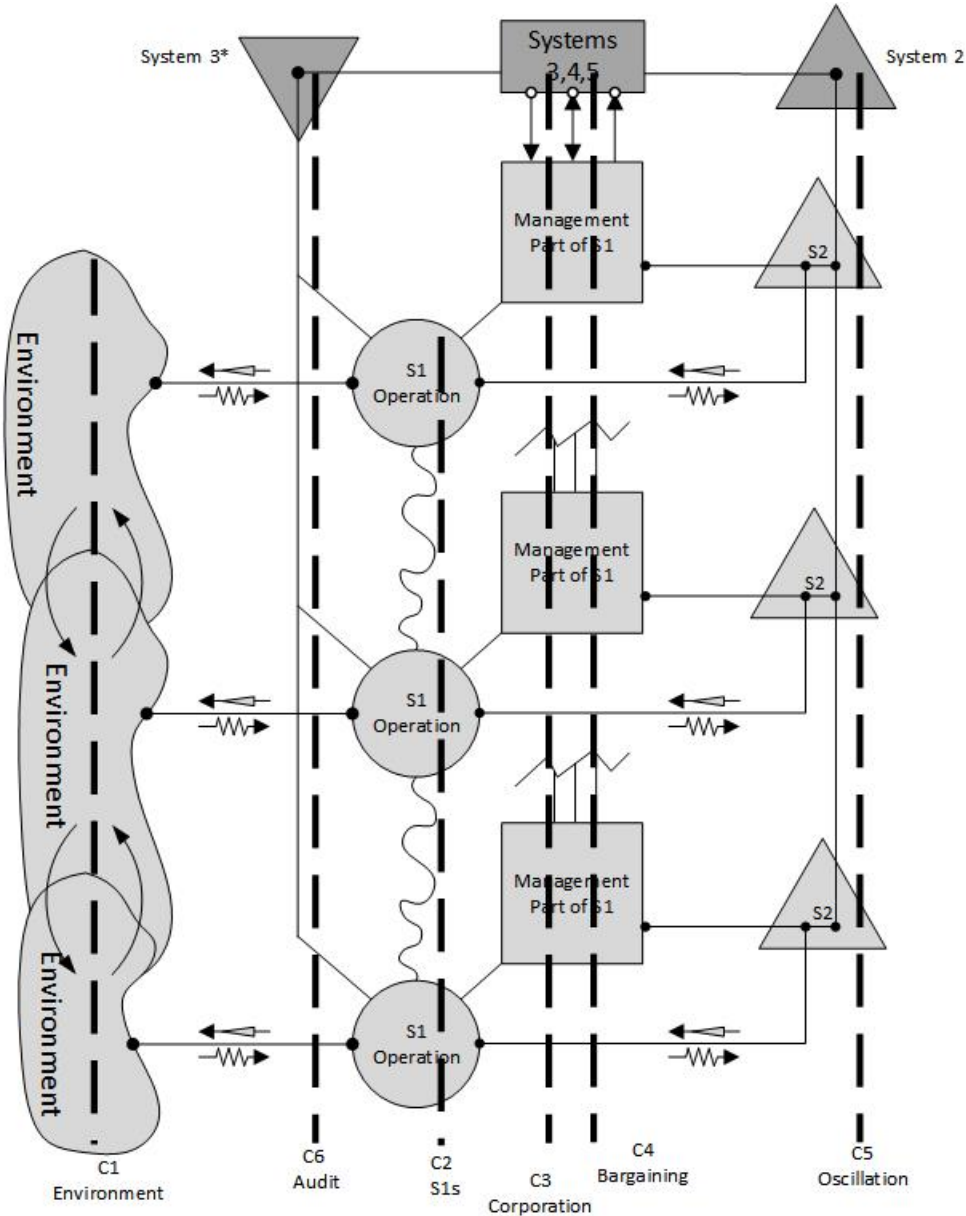 System 3*
Systems
3,4,5
System 2
Management
Part of S1
S2
Environment
S1
Operation
Management
Part of S1
S2
Environment
S1
Operation
Management
Part of S1
S2
Environment
S1
Operation
C1
Environment
C6
Audit
C2
S1s
C3
Corporation
C4
Bargaining
C5
Oscillation